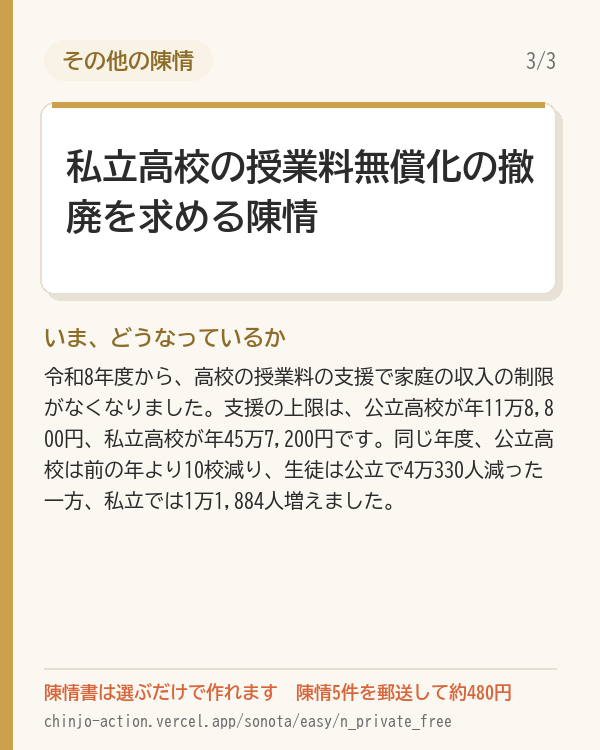 その他の陳情
3/3
私立高校の授業料無償化の撤
廃を求める陳情
いま、どうなっているか
令和8年度から、高校の授業料の支援で家庭の収入の制限
がなくなりました。支援の上限は、公立高校が年11万8,8
00円、私立高校が年45万7,200円です。同じ年度、公立高
校は前の年より10校減り、生徒は公立で4万330人減った
一方、私立では1万1,884人増えました。
陳情書は選ぶだけで作れます　陳情5件を郵送して約480円
chinjo-action.vercel.app/sonota/easy/n_private_free